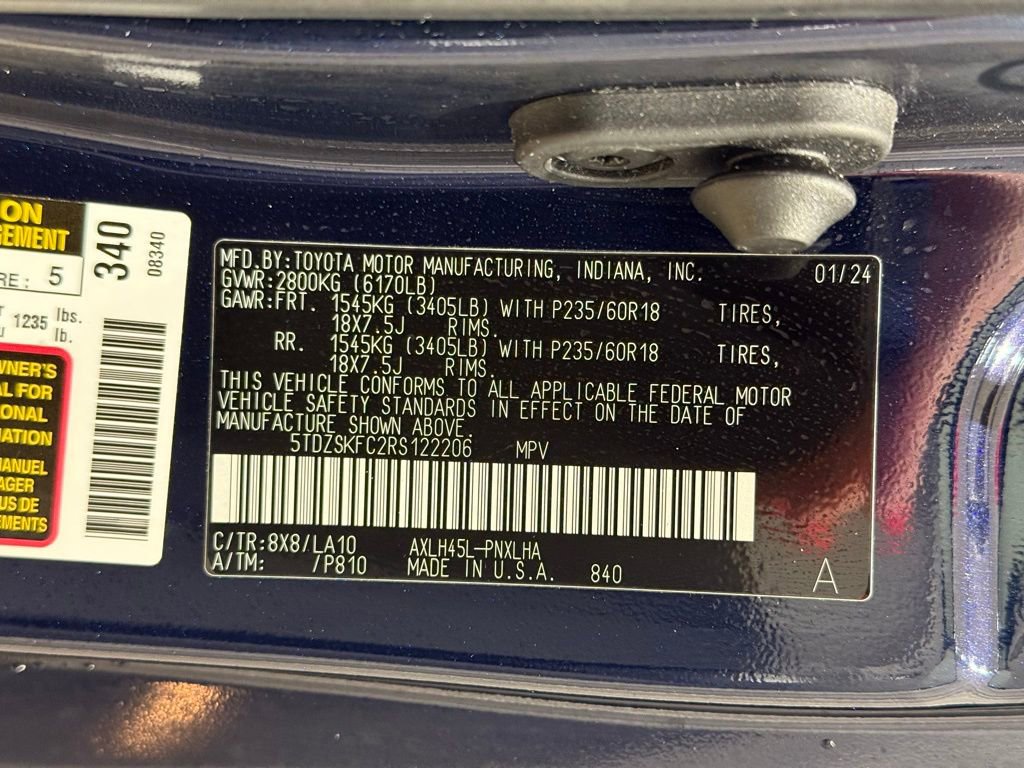 ON
GEMENT
RE: 5
1235 lbs.
lb.
WNER'S
AL FOR
IONAL
MATION
MANUEL
AGER
US DE
EMENTS
340
08340
MFD.BY:TOYOTA MOTOR MANUFACTURING, INDIANA, INC. 01/24
GVWR:2800KG (6170LB)
GAWR:FRT. 1545KG (3405LB) WITH P235/60R18 TIRES,
18X7.5J RIMS.
RR. 1545KG (3405LB) WITH P235/60R18 TIRES,
18X7.5J RIMS.
THIS VEHICLE CONFORMS TO ALL APPLICABLE FEDERAL MOTOR
VEHICLE SAFETY STANDARDS IN EFFECT ON THE DATE OF
MANUFACTURE SHOWN ABOVE.
5TDZSKFC2RS122206 MPV
C/TR:8X8/LA10 AXLH45L-PNXLHA
A/TM: /P810 MADE IN U.S.A. 840
A